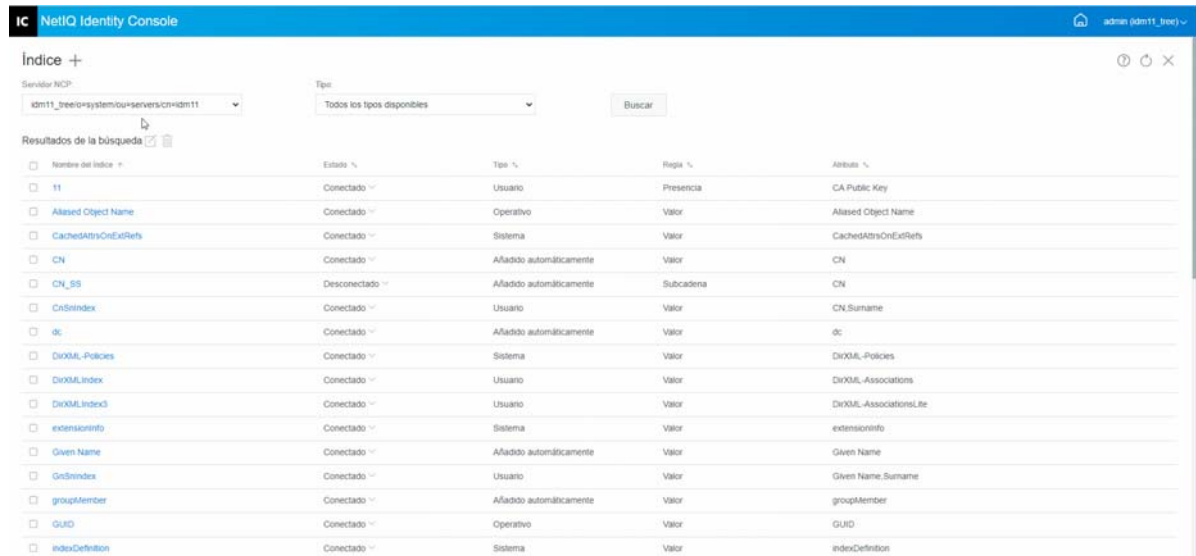 IC NetIQ Identity Console admin (idm11_tree)
Índice
Servidor NCP: Tipo:
idm11_tree/o=system/ou=servers/cn=idm11 Todos los tipos disponibles Buscar
Resultados de la búsqueda
Nombre del índice Estado Tipo Regla Atributo
11 Conectado Usuario Presencia CA Public Key
Aliased Object Name Conectado Operativo Valor Aliased Object Name
CachedAttrsOnExtRefs Conectado Sistema Valor CachedAttrsOnExtRefs
CN Conectado Añadido automáticamente Valor CN
CN_SS Desconectado Añadido automáticamente Subcadena CN
CnSnIndex Conectado Usuario Valor CN,Surname
dc Conectado Añadido automáticamente Valor dc
DirXML-Policies Conectado Sistema Valor DirXML-Policies
DirXMLIndex Conectado Usuario Valor DirXML-Associations
DirXMLIndex3 Conectado Usuario Valor DirXML-AssociationsLite
extensionInfo Conectado Sistema Valor extensionInfo
Given Name Conectado Añadido automáticamente Valor Given Name
GnSnIndex Conectado Usuario Valor Given Name,Surname
groupMember Conectado Añadido automáticamente Valor groupMember
GUID Conectado Operativo Valor GUID
indexDefinition Conectado Sistema Valor indexDefinition